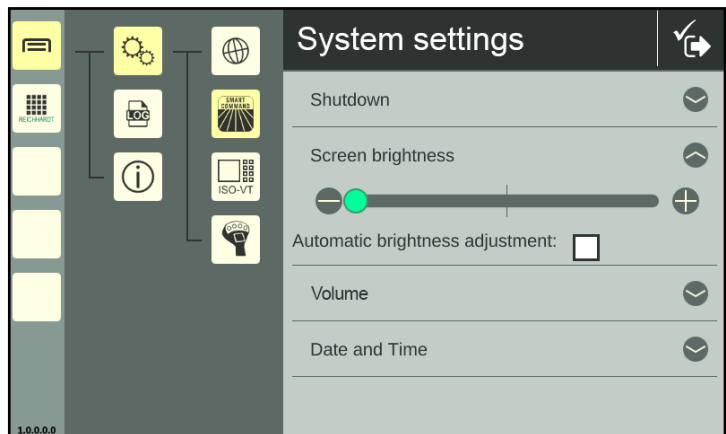 System settings
REICHHARDT
LOG
SMART
COMMAND
ISO-VT
Shutdown
Screen brightness
Automatic brightness adjustment:
Volume
Date and Time
1.0.0.0.0